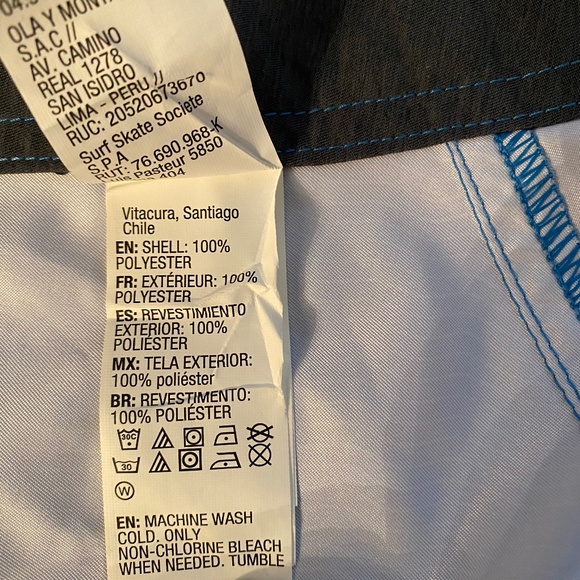 OLA Y
S.A.C //
AV. CAMINO
REAL 1278
SAN ISIDRO
LIMA - PERU //
RUC: 20520673670
Surf Skate Societe
S.P.A
RUT: 76.690.968-K
Pasteur 5850
404
Vitacura, Santiago
Chile
EN: SHELL: 100%
POLYESTER
FR: EXTÉRIEUR: 100%
POLYESTER
ES: REVESTIMIENTO
EXTERIOR: 100%
POLIÉSTER
MX: TELA EXTERIOR:
100% poliéster
BR: REVESTIMENTO:
100% POLIÉSTER
30C
30
W
EN: MACHINE WASH
COLD. ONLY
NON-CHLORINE BLEACH
WHEN NEEDED. TUMBLE